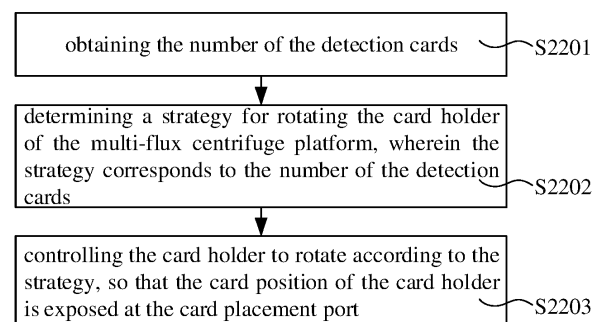 obtaining the number of the detection cards
S2201
determining a strategy for rotating the card holder
of the multi-flux centrifuge platform, wherein the
strategy corresponds to the number of the detection
cards
S2202
controlling the card holder to rotate according to the
strategy, so that the card position of the card holder
is exposed at the card placement port
S2203